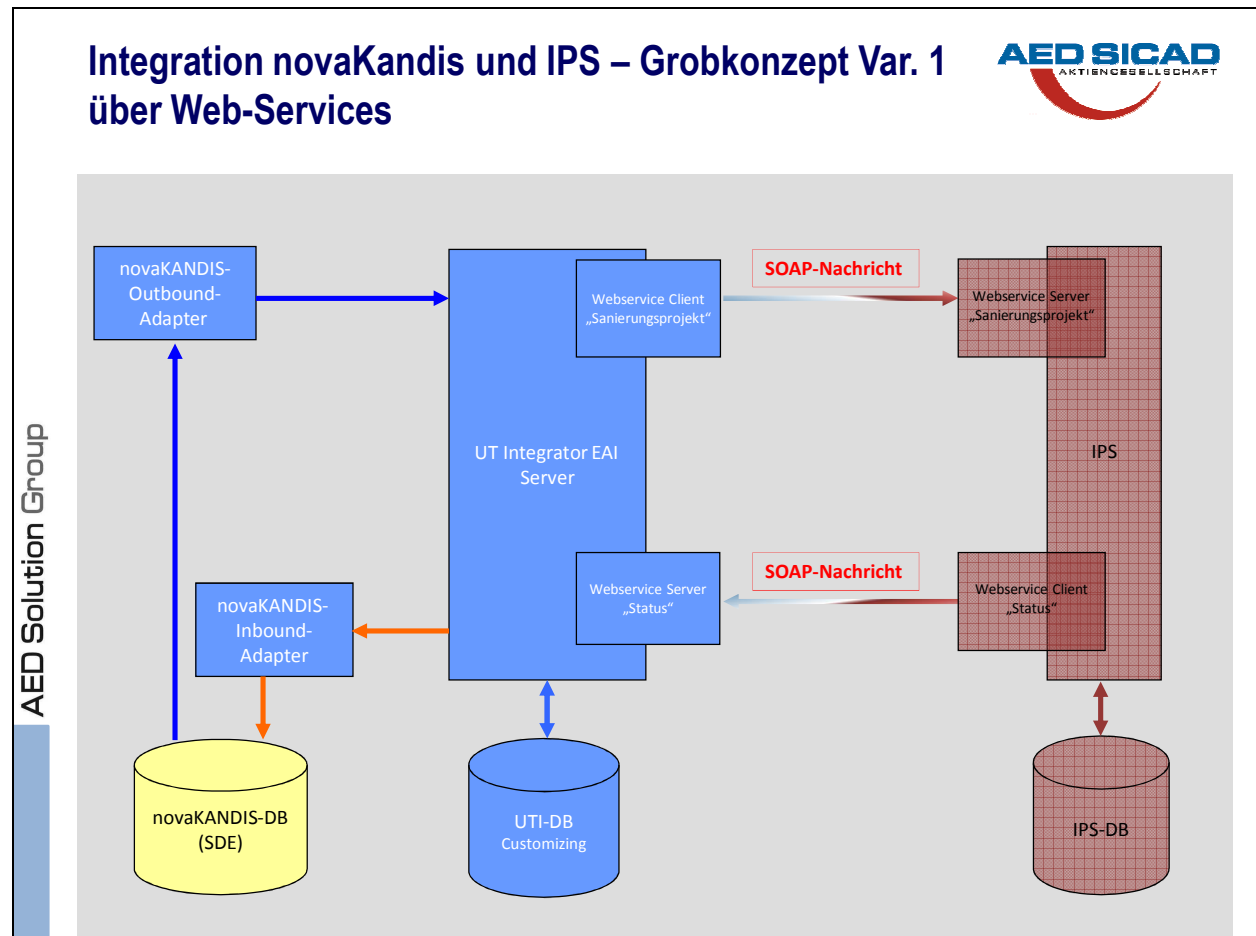 Integration novaKandis und IPS – Grobkonzept Var. 1
über Web-Services
AED SICAD
AKTIENGESELLSCHAFT
novaKANDIS-
Outbound-
Adapter
Webservice Client
„Sanierungsprojekt“
SOAP-Nachricht
Webservice Server
„Sanierungsprojekt“
UT Integrator EAI
Server
IPS
novaKANDIS-
Inbound-
Adapter
Webservice Server
„Status“
SOAP-Nachricht
Webservice Client
„Status“
novaKANDIS-DB
(SDE)
UTI-DB
Customizing
IPS-DB
AED Solution Group